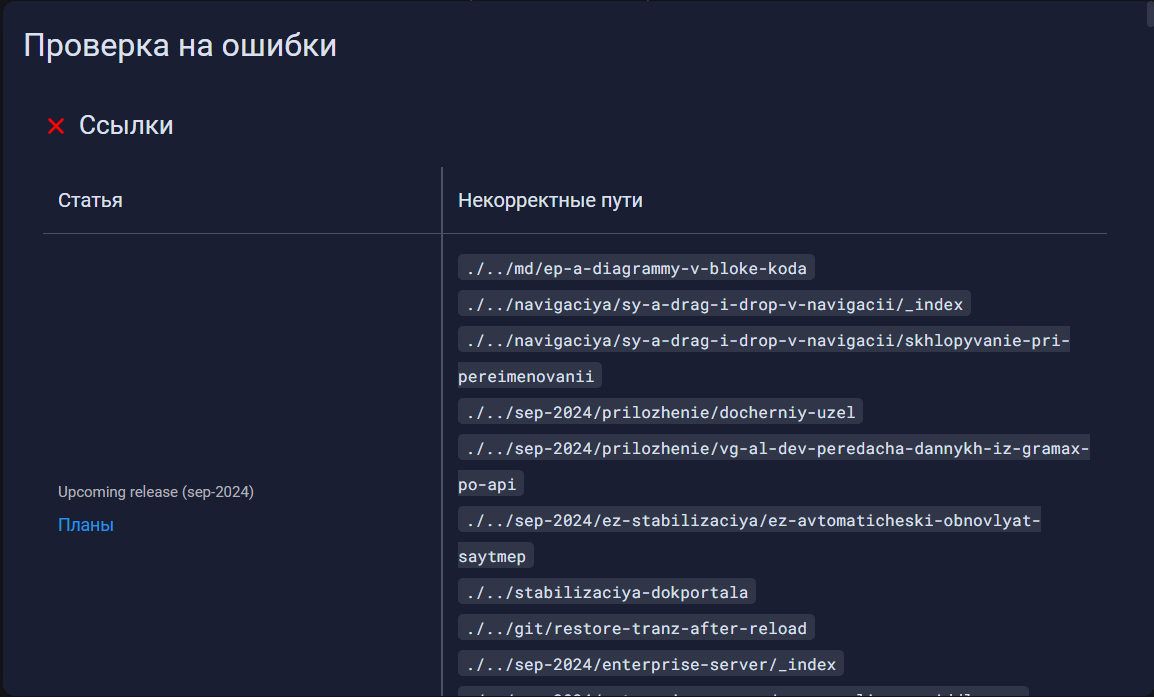 Проверка на ошибки
Ссылки
Статья
Некорректные пути
Upcoming release (sep-2024)
Планы
./../md/ep-a-diagrammy-v-bloke-koda
./../navigaciya/sy-a-drag-i-drop-v-navigacii/_index
./../navigaciya/sy-a-drag-i-drop-v-navigacii/skhlopyvanie-pri-
pereimenovanii
./../sep-2024/prilozhenie/docherniy-uzel
./../sep-2024/prilozhenie/vg-al-dev-peredacha-dannykh-iz-gramax-
po-api
./../sep-2024/ez-stabilizaciya/ez-avtomaticheski-obnovlyat-
saytmep
./../stabilizaciya-dokportala
./../git/restore-tranz-after-reload
./../sep-2024/enterprise-server/_index